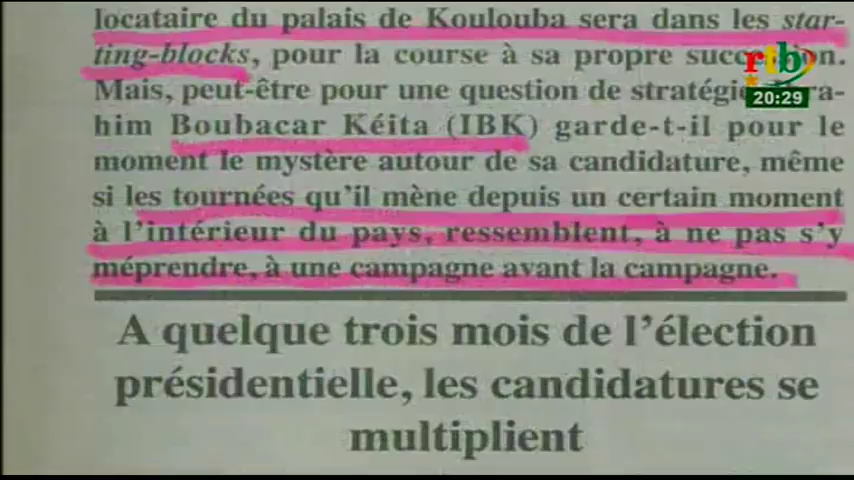 locataire du palais de Koulouba sera dans les star-
ting-blocks, pour la course à sa propre succession.
rtb
Mais, peut-être pour une question de stratégie
20:29
him Boubacar Kéita (IBK) garde-t-il pour le
moment le mystère autour de sa candidature, même
si les tournées qu'il mène depuis un certain moment
à l'intérieur du pays, ressemblent, à ne pas s'y
méprendre, à une campagne avant la campagne.
A quelque trois mois de l'élection
présidentielle, les candidatures se
multiplient